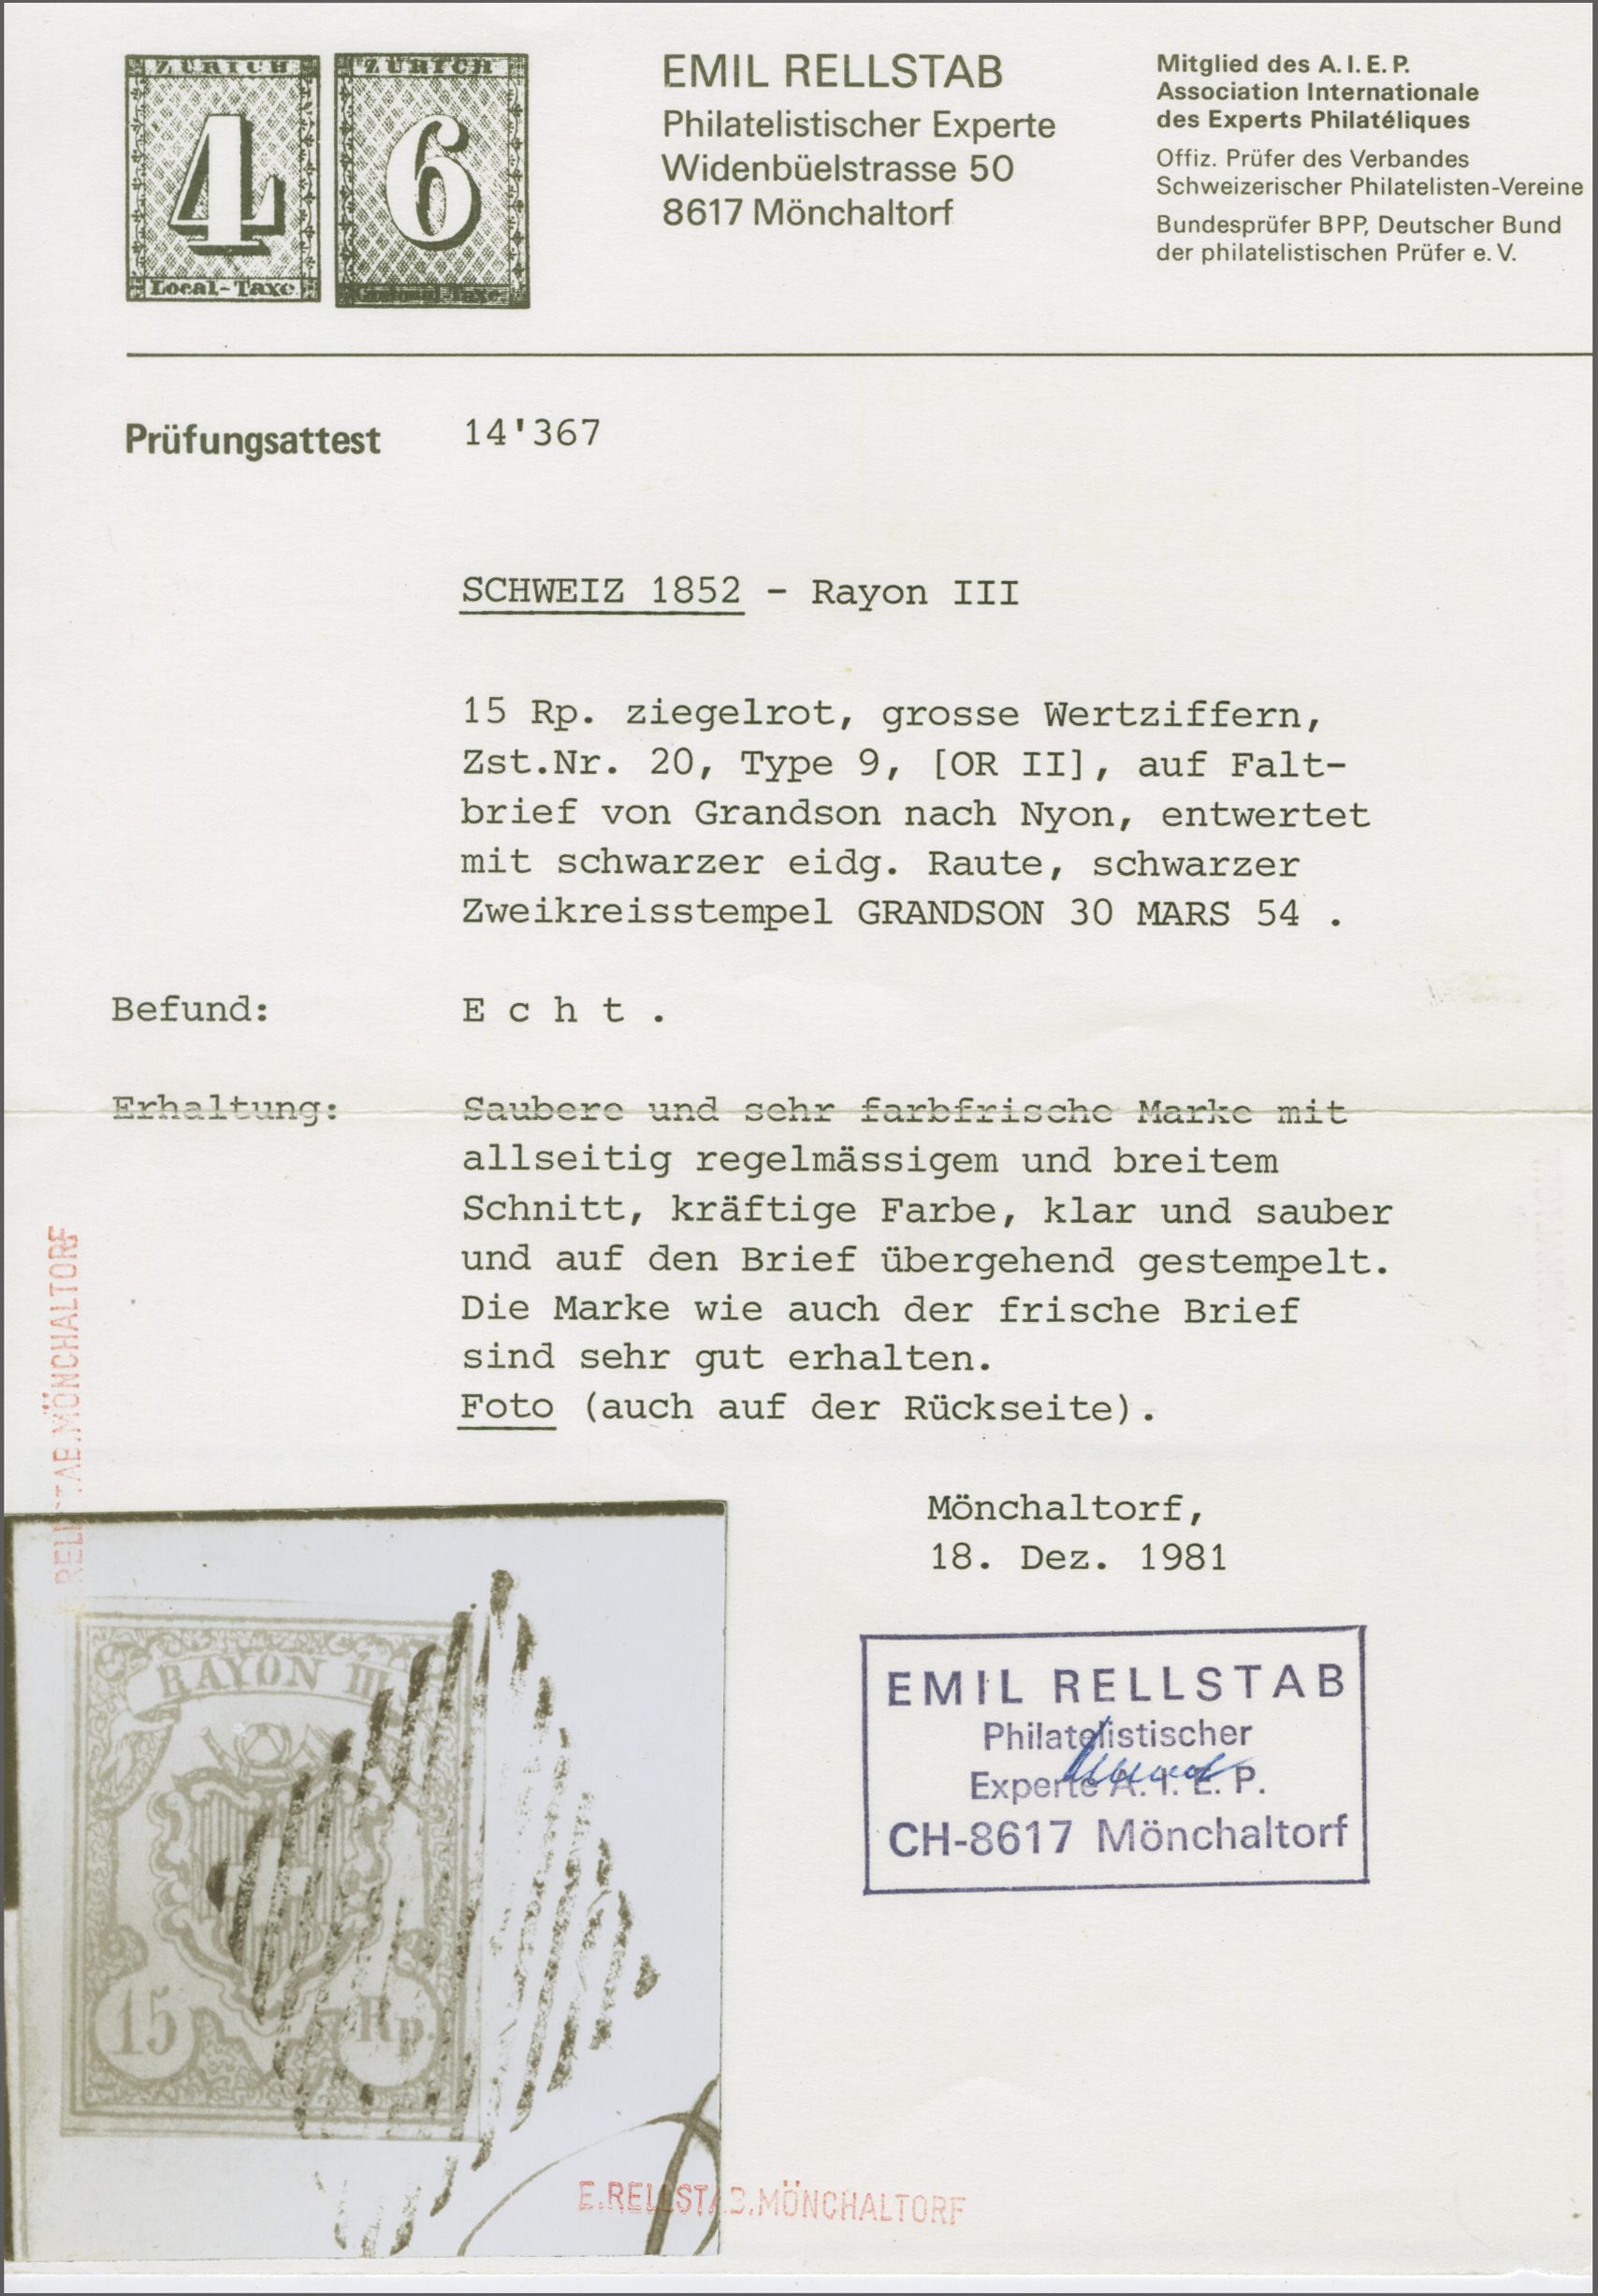 ZÜRICH
4
Local-Taxe
ZÜRICH
6
EMIL RELLSTAB
Philatelistischer Experte
Widenbüelstrasse 50
8617 Mönchaltorf
Mitglied des A.I.E.P.
Association Internationale
des Experts Philatéliques
Offiz. Prüfer des Verbandes
Schweizerischer Philatelisten-Vereine
Bundesprüfer BPP, Deutscher Bund
der philatelistischen Prüfer e.V.
Prüfungsattest 14'367
SCHWEIZ 1852 - Rayon III
15 Rp. ziegelrot, grosse Wertziffern,
Zst.Nr. 20, Type 9, [OR II], auf Falt-
brief von Grandson nach Nyon, entwertet
mit schwarzer eidg. Raute, schwarzer
Zweikreisstempel GRANDSON 30 MARS 54 .
Befund: E c h t .
Erhaltung: Saubere und sehr farbfrische Marke mit
allseitig regelmässigem und breitem
Schnitt, kräftige Farbe, klar und sauber
und auf den Brief übergehend gestempelt.
Die Marke wie auch der frische Brief
sind sehr gut erhalten.
Foto (auch auf der Rückseite).
Mönchaltorf,
18. Dez. 1981
E.RELLSTAB.MÖNCHALTORF
RAYON III
15 Rp.
EMIL RELLSTAB
Philatelistischer
Experte A. I. E. P.
CH-8617 Mönchaltorf
E.RELLSTAB.MÖNCHALTORF